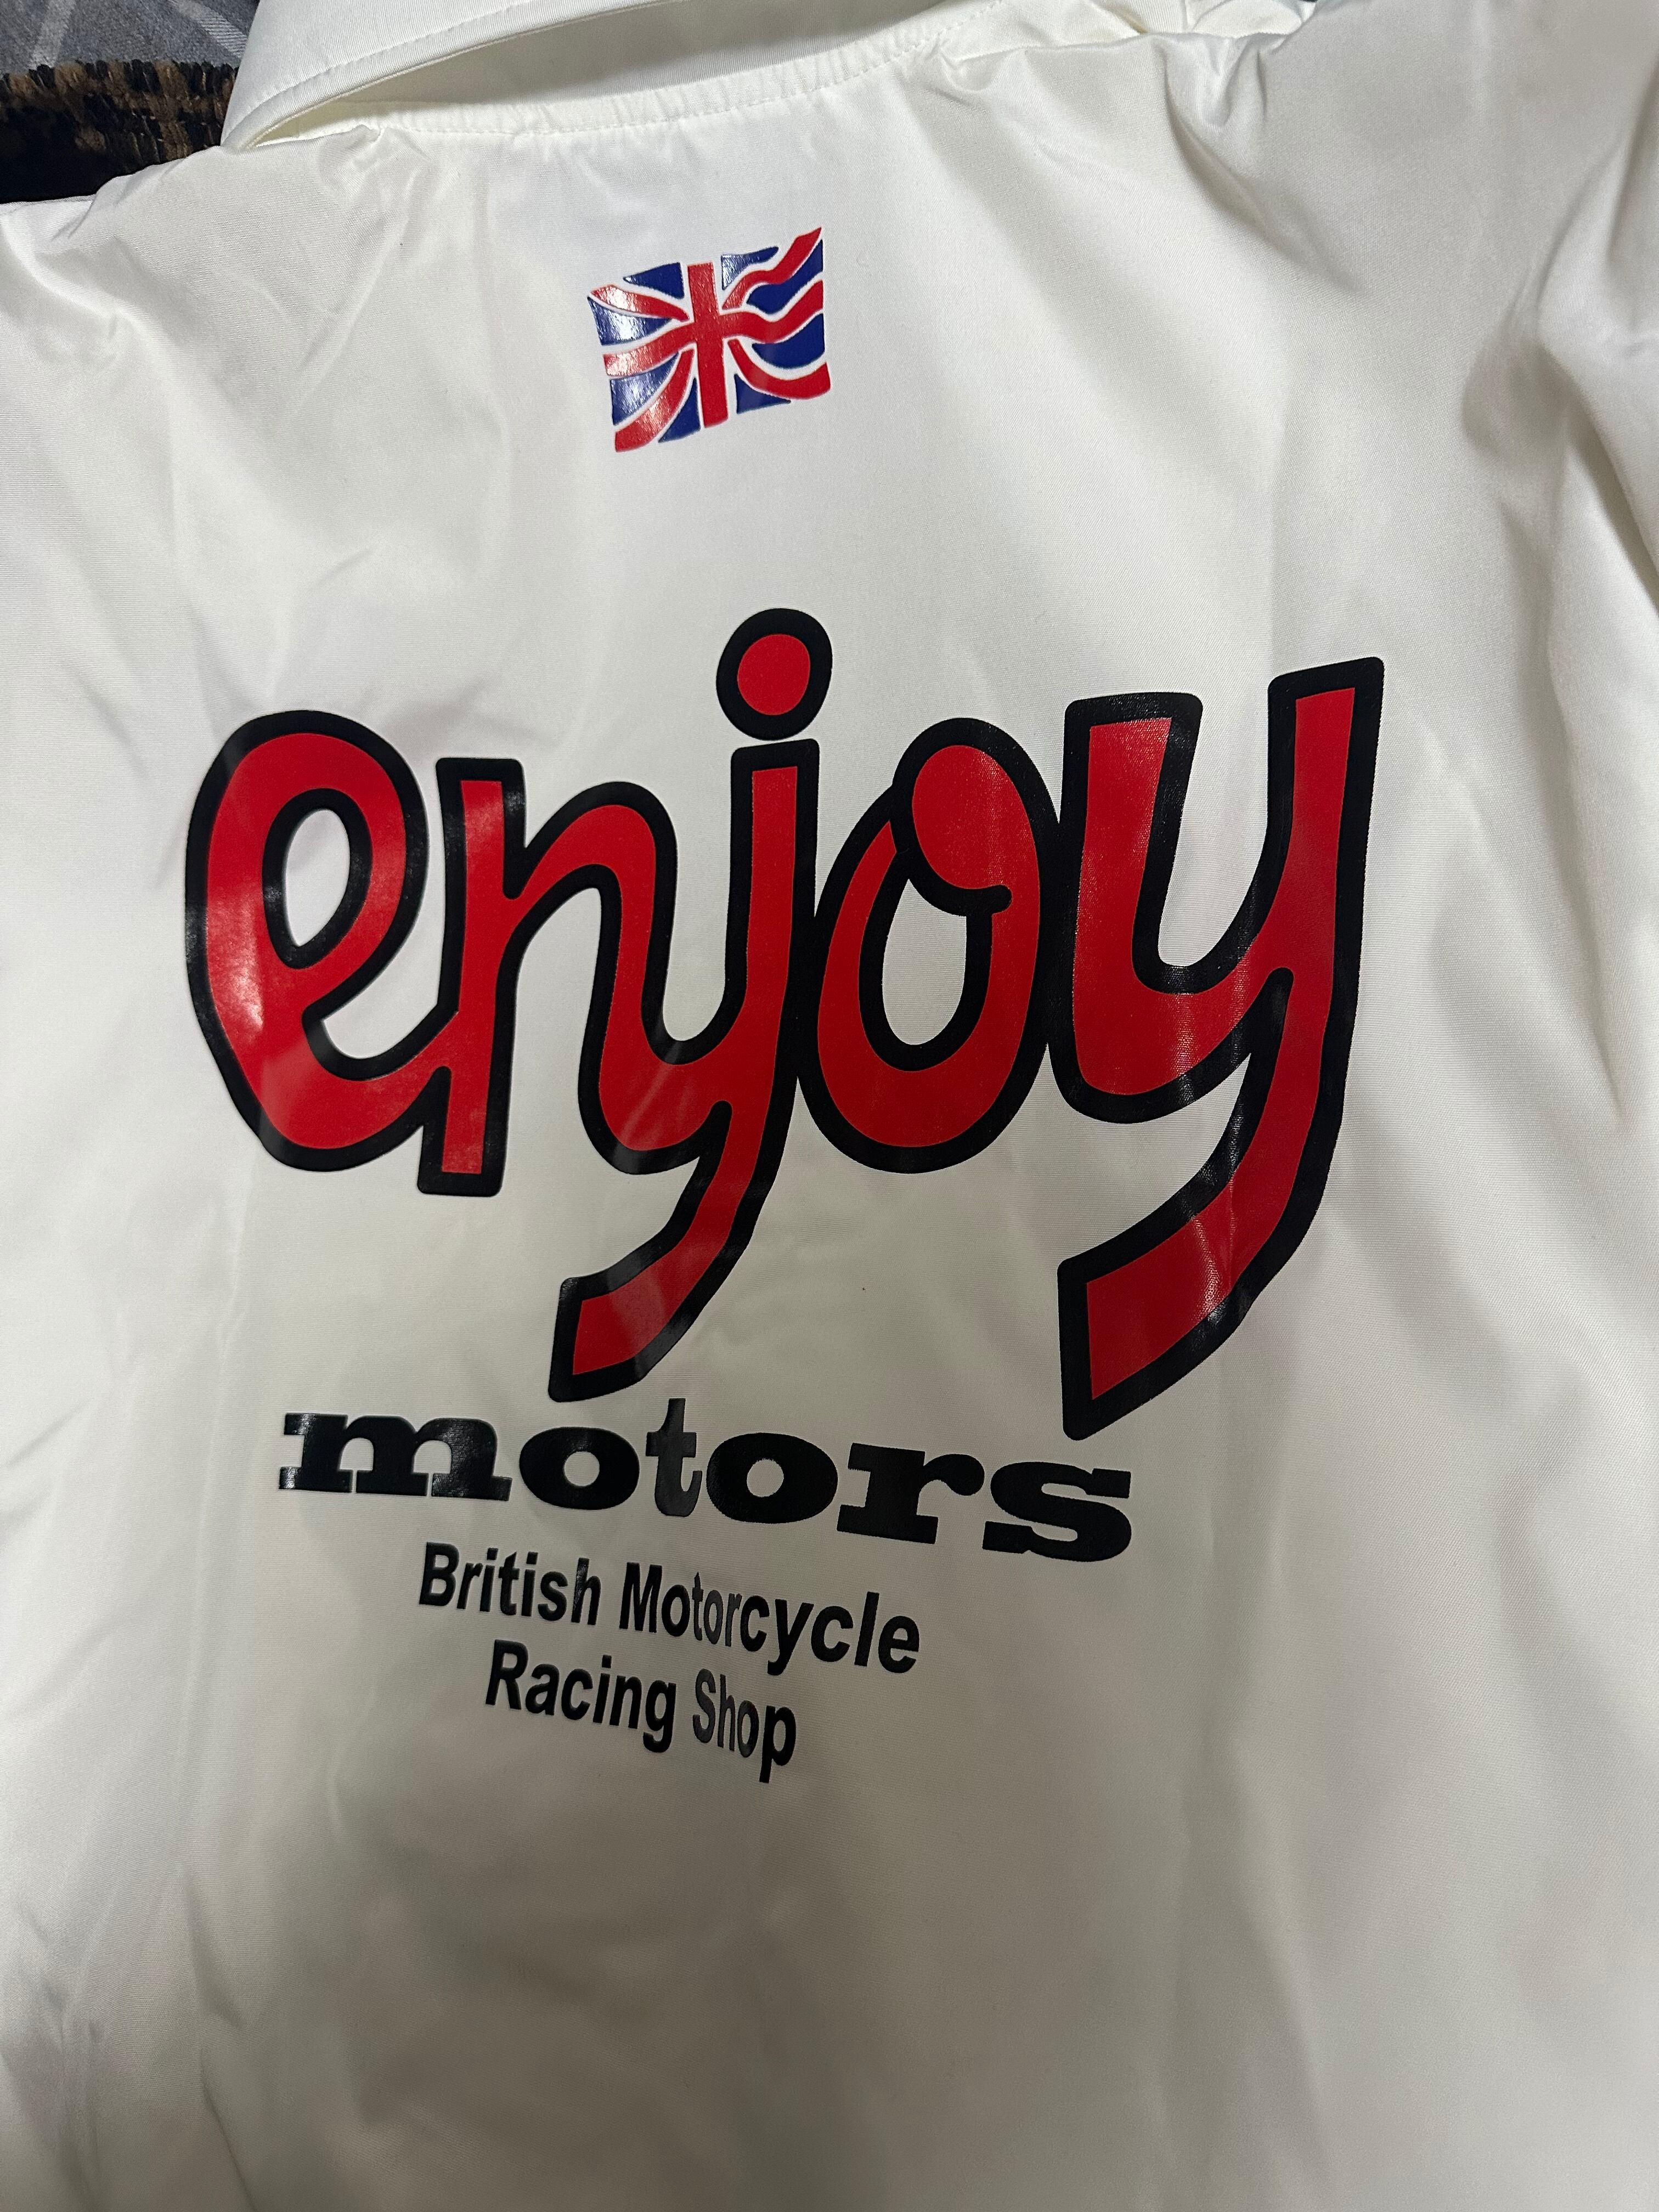 enjoy
motors
British Motorcycle
Racing Shop